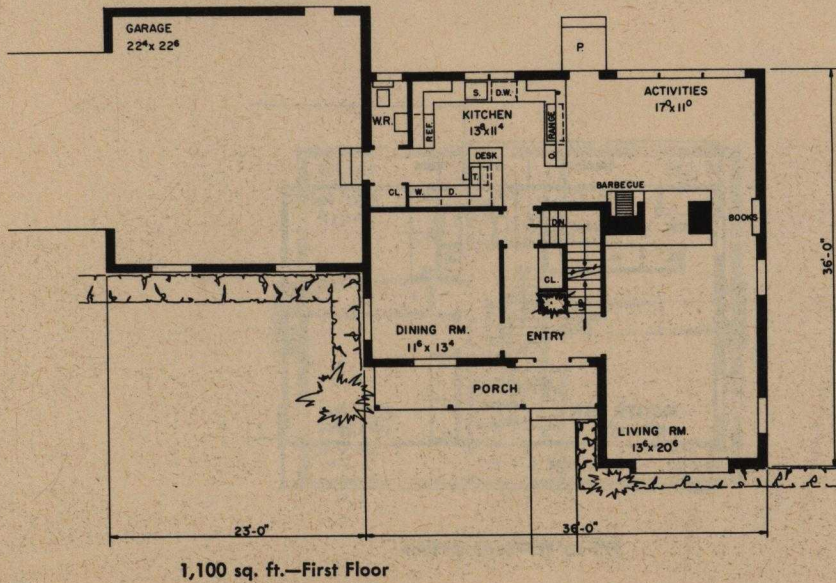 GARAGE
22⁴ x 22⁶
P.
W.R.
S.
D.W.
KITCHEN
13⁸ x 11⁴
REF.
RANGE
O.
ACTIVITIES
17⁰ x 11⁰
DESK
L.
T.
CL.
W.
D.
BARBECUE
BOOKS
DN.
CL.
UP
36'-0"
DINING RM.
11⁶ x 13⁴
ENTRY
PORCH
LIVING RM.
13⁶ x 20⁶
23'-0"
36'-0"
1,100 sq. ft.—First Floor